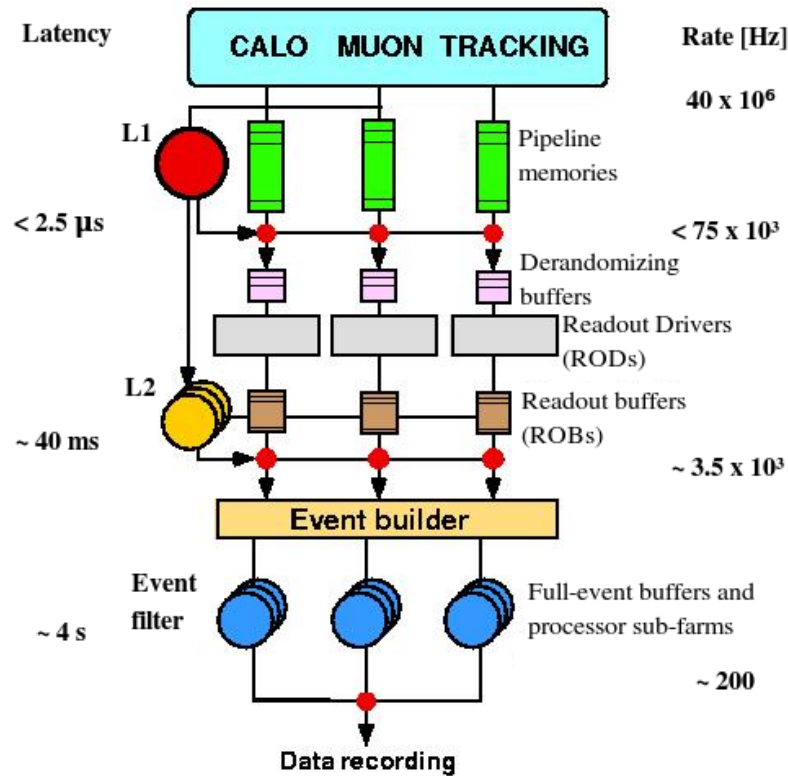 Latency
CALO MUON TRACKING
Rate [Hz]
40 x 10⁶
L1
Pipeline
memories
< 2.5 µs
< 75 x 10³
Derandomizing
buffers
Readout Drivers
(RODs)
L2
Readout buffers
(ROBs)
~ 40 ms
~ 3.5 x 10³
Event builder
Event
filter
Full-event buffers and
processor sub-farms
~ 4 s
~ 200
Data recording